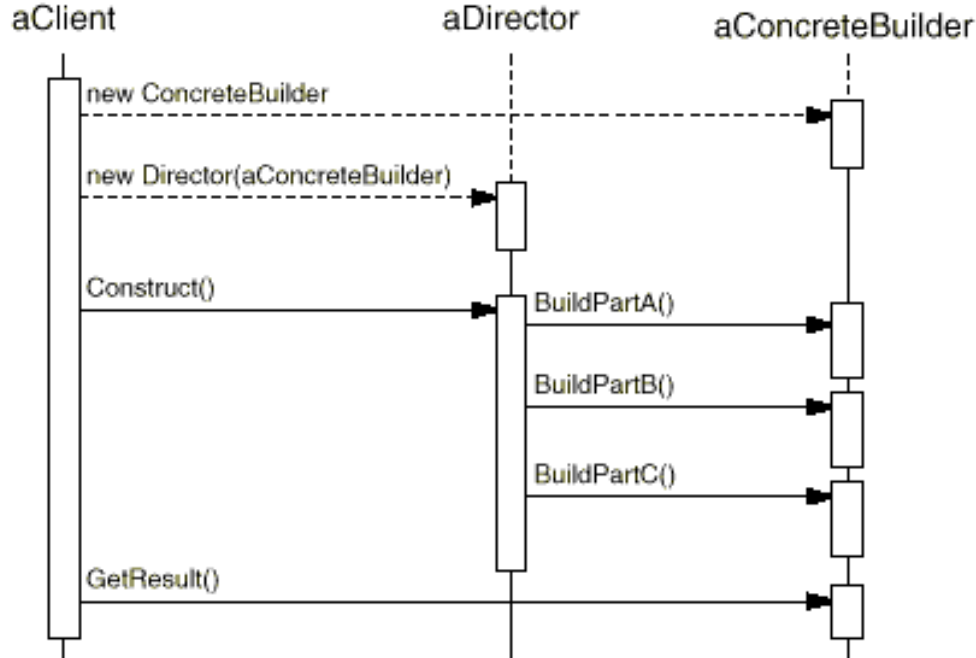 aClient
aDirector
aConcreteBuilder
new ConcreteBuilder
new Director(aConcreteBuilder)
Construct()
BuildPartA()
BuildPartB()
BuildPartC()
GetResult()